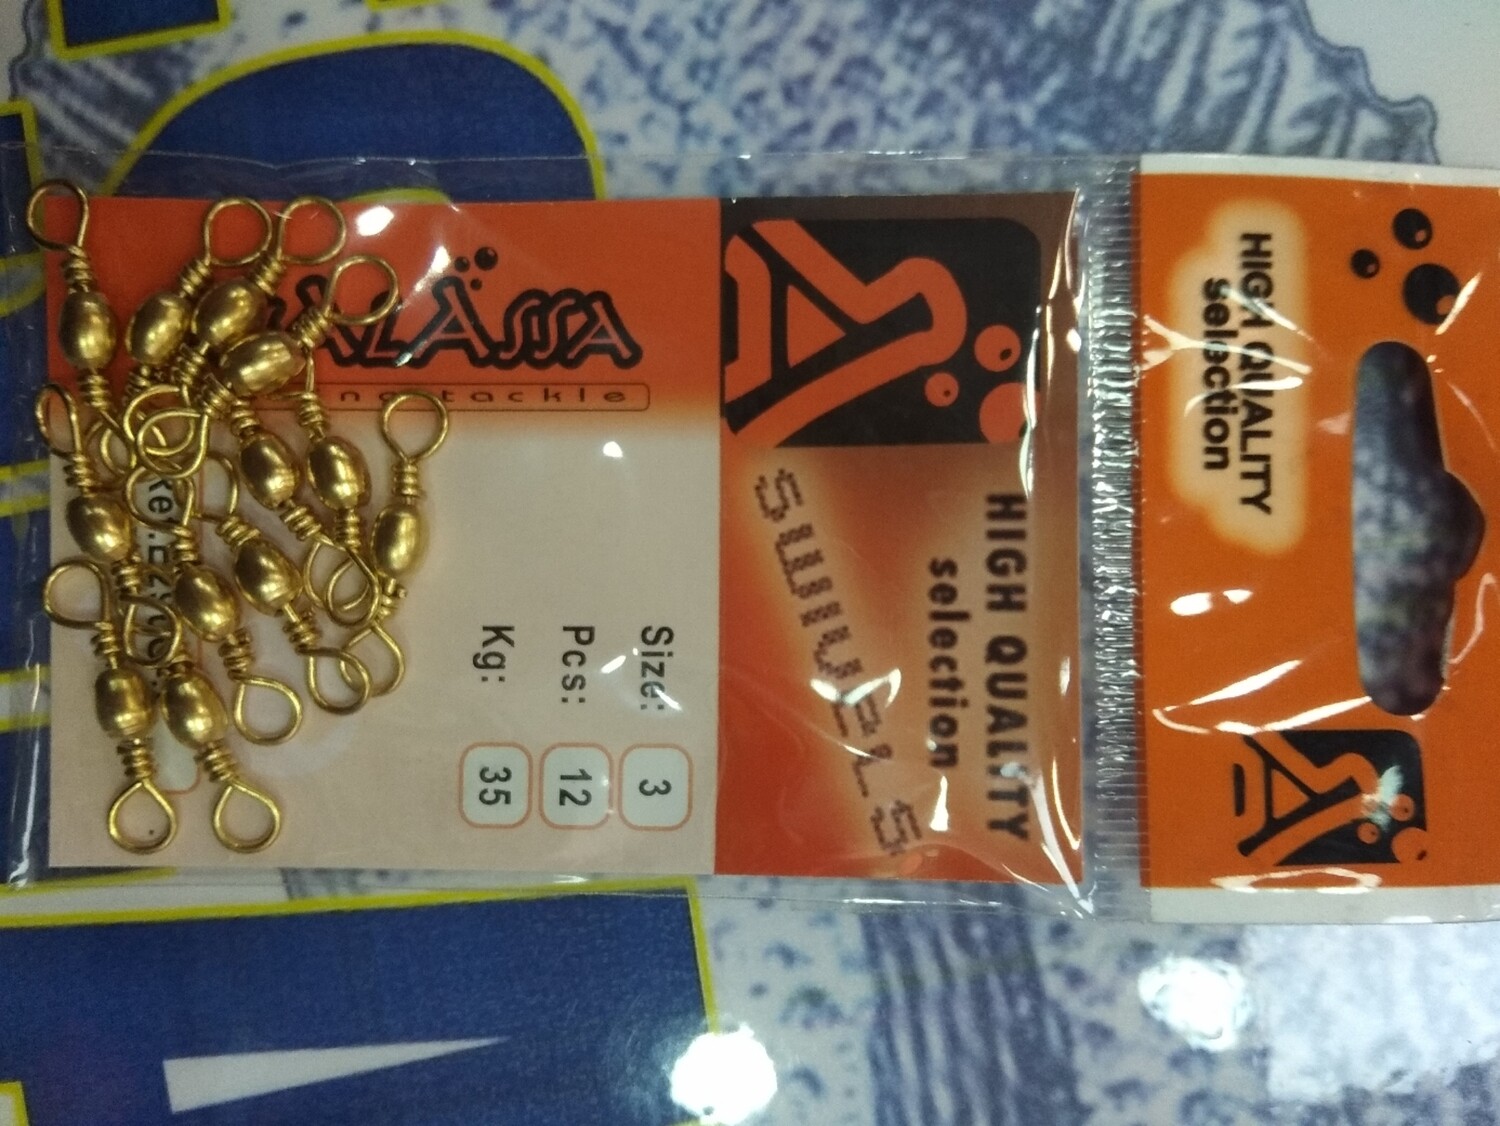 HIGH QUALITY
selection
HIGH QUALITY
selection
SWIVELS
Size: 3
Pcs: 12
Kg: 35
tackle